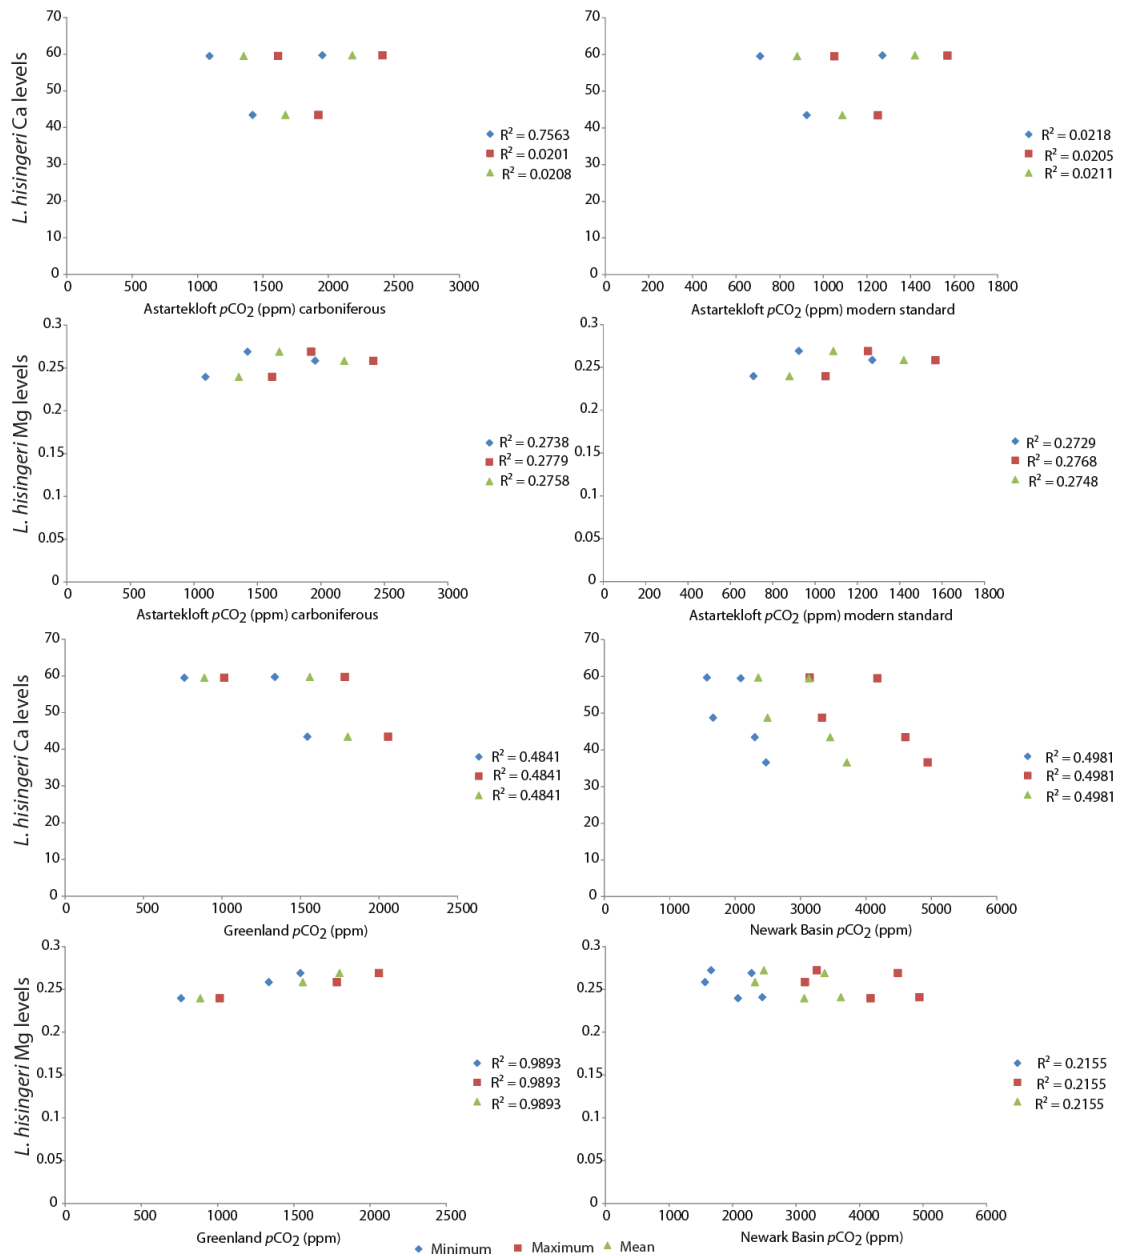 70
60
50
40
30
20
10
0
L. hisingeri Ca levels
0 500 1000 1500 2000 2500 3000
Astartekloft pCO2 (ppm) carboniferous
R² = 0.7563
R² = 0.0201
R² = 0.0208
70
60
50
40
30
20
10
0
0 200 400 600 800 1000 1200 1400 1600 1800
Astartekloft pCO2 (ppm) modern standard
R² = 0.0218
R² = 0.0205
R² = 0.0211
0.3
0.25
0.2
0.15
0.1
0.05
0
L. hisingeri Mg levels
0 500 1000 1500 2000 2500 3000
Astartekloft pCO2 (ppm) carboniferous
R² = 0.2738
R² = 0.2779
R² = 0.2758
0.3
0.25
0.2
0.15
0.1
0.05
0
0 200 400 600 800 1000 1200 1400 1600 1800
Astartekloft pCO2 (ppm) modern standard
R² = 0.2729
R² = 0.2768
R² = 0.2748
70
60
50
40
30
20
10
0
L. hisingeri Ca levels
0 500 1000 1500 2000 2500
Greenland pCO2 (ppm)
R² = 0.4841
R² = 0.4841
R² = 0.4841
70
60
50
40
30
20
10
0
0 1000 2000 3000 4000 5000 6000
Newark Basin pCO2 (ppm)
R² = 0.4981
R² = 0.4981
R² = 0.4981
0.3
0.25
0.2
0.15
0.1
0.05
0
L. hisingeri Mg levels
0 500 1000 1500 2000 2500
Greenland pCO2 (ppm)
R² = 0.9893
R² = 0.9893
R² = 0.9893
0.3
0.25
0.2
0.15
0.1
0.05
0
0 1000 2000 3000 4000 5000 6000
Newark Basin pCO2 (ppm)
R² = 0.2155
R² = 0.2155
R² = 0.2155
Minimum Maximum Mean